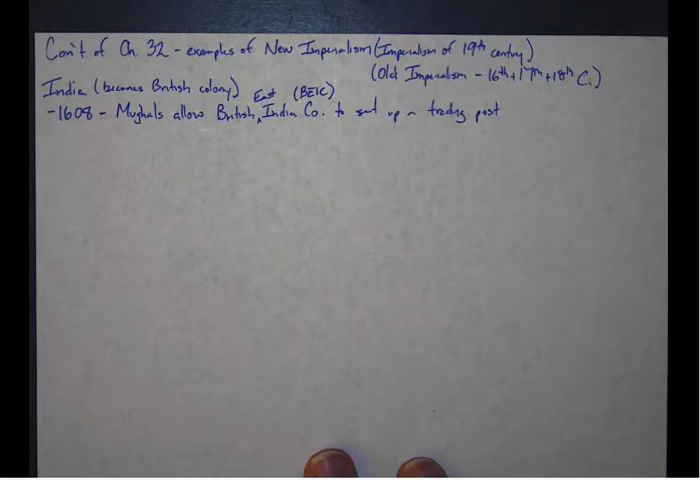 Con't of Ch. 32 - examples of New Imperialism (Imperialism of 19th century)
(Old Imperialism - 16th + 17th + 18th C.)
India (becomes British colony)
-1608 - Mughals allow British East India Co. (BEIC) to set up a trading post